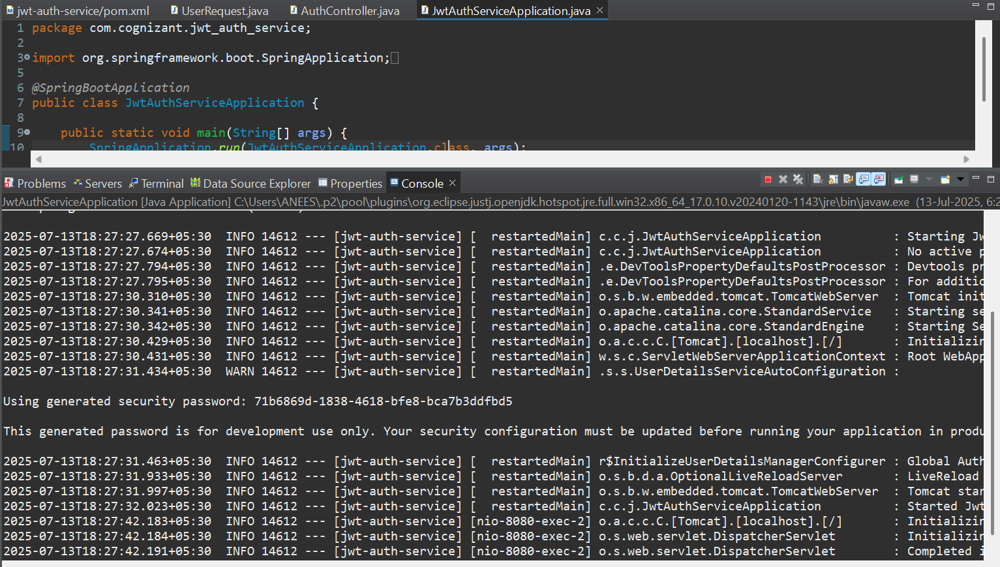 jwt-auth-service/pom.xml UserRequest.java AuthController.java JwtAuthServiceApplication.java
1 package com.cognizant.jwt_auth_service;
2
3 import org.springframework.boot.SpringApplication;
5
6 @SpringBootApplication
7 public class JwtAuthServiceApplication {
8
9 public static void main(String[] args) {
10 SpringApplication.run(JwtAuthServiceApplication.class, args);
Problems Servers Terminal Data Source Explorer Properties Console
JwtAuthServiceApplication [Java Application] C:\Users\ANEES\.p2\pool\plugins\org.eclipse.justj.openjdk.hotspot.jre.full.win32.x86_64_17.0.10.v20240120-1143\jre\bin\javaw.exe (13-Jul-2025, 6:2
2025-07-13T18:27:27.669+05:30 INFO 14612 --- [jwt-auth-service] [ restartedMain] c.c.j.JwtAuthServiceApplication : Starting Jw
2025-07-13T18:27:27.674+05:30 INFO 14612 --- [jwt-auth-service] [ restartedMain] c.c.j.JwtAuthServiceApplication : No active p
2025-07-13T18:27:27.794+05:30 INFO 14612 --- [jwt-auth-service] [ restartedMain] .e.DevToolsPropertyDefaultsPostProcessor : Devtools pr
2025-07-13T18:27:27.795+05:30 INFO 14612 --- [jwt-auth-service] [ restartedMain] .e.DevToolsPropertyDefaultsPostProcessor : For additio
2025-07-13T18:27:30.310+05:30 INFO 14612 --- [jwt-auth-service] [ restartedMain] o.s.b.w.embedded.tomcat.TomcatWebServer : Tomcat init
2025-07-13T18:27:30.341+05:30 INFO 14612 --- [jwt-auth-service] [ restartedMain] o.apache.catalina.core.StandardService : Starting se
2025-07-13T18:27:30.342+05:30 INFO 14612 --- [jwt-auth-service] [ restartedMain] o.apache.catalina.core.StandardEngine : Starting Se
2025-07-13T18:27:30.429+05:30 INFO 14612 --- [jwt-auth-service] [ restartedMain] o.a.c.c.C.[Tomcat].[localhost].[/] : Initializin
2025-07-13T18:27:30.431+05:30 INFO 14612 --- [jwt-auth-service] [ restartedMain] w.s.c.ServletWebServerApplicationContext : Root WebApp
2025-07-13T18:27:31.434+05:30 WARN 14612 --- [jwt-auth-service] [ restartedMain] .s.s.UserDetailsServiceAutoConfiguration :
Using generated security password: 71b6869d-1838-4618-bfe8-bca7b3ddfbd5
This generated password is for development use only. Your security configuration must be updated before running your application in produ
2025-07-13T18:27:31.463+05:30 INFO 14612 --- [jwt-auth-service] [ restartedMain] r$InitializeUserDetailsManagerConfigurer : Global Auth
2025-07-13T18:27:31.933+05:30 INFO 14612 --- [jwt-auth-service] [ restartedMain] o.s.b.d.a.OptionalLiveReloadServer : LiveReload
2025-07-13T18:27:31.997+05:30 INFO 14612 --- [jwt-auth-service] [ restartedMain] o.s.b.w.embedded.tomcat.TomcatWebServer : Tomcat star
2025-07-13T18:27:32.023+05:30 INFO 14612 --- [jwt-auth-service] [ restartedMain] c.c.j.JwtAuthServiceApplication : Started Jwt
2025-07-13T18:27:42.183+05:30 INFO 14612 --- [jwt-auth-service] [nio-8080-exec-2] o.a.c.c.C.[Tomcat].[localhost].[/] : Initializin
2025-07-13T18:27:42.184+05:30 INFO 14612 --- [jwt-auth-service] [nio-8080-exec-2] o.s.web.servlet.DispatcherServlet : Initializin
2025-07-13T18:27:42.191+05:30 INFO 14612 --- [jwt-auth-service] [nio-8080-exec-2] o.s.web.servlet.DispatcherServlet : Completed i